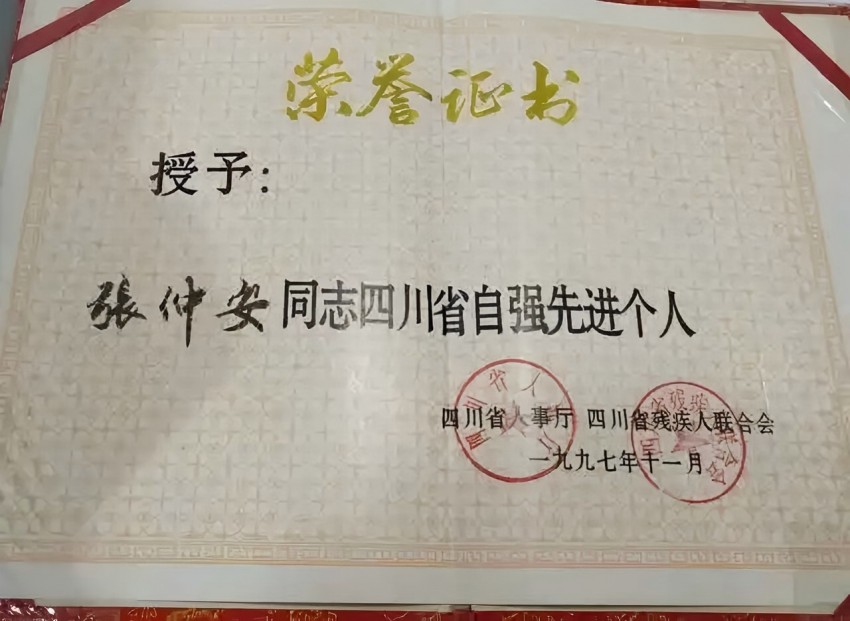 荣誉证书
授予：
張仲安同志四川省自强先进个人
四川省人事厅 四川省残疾人联合会
一九九七年十一月